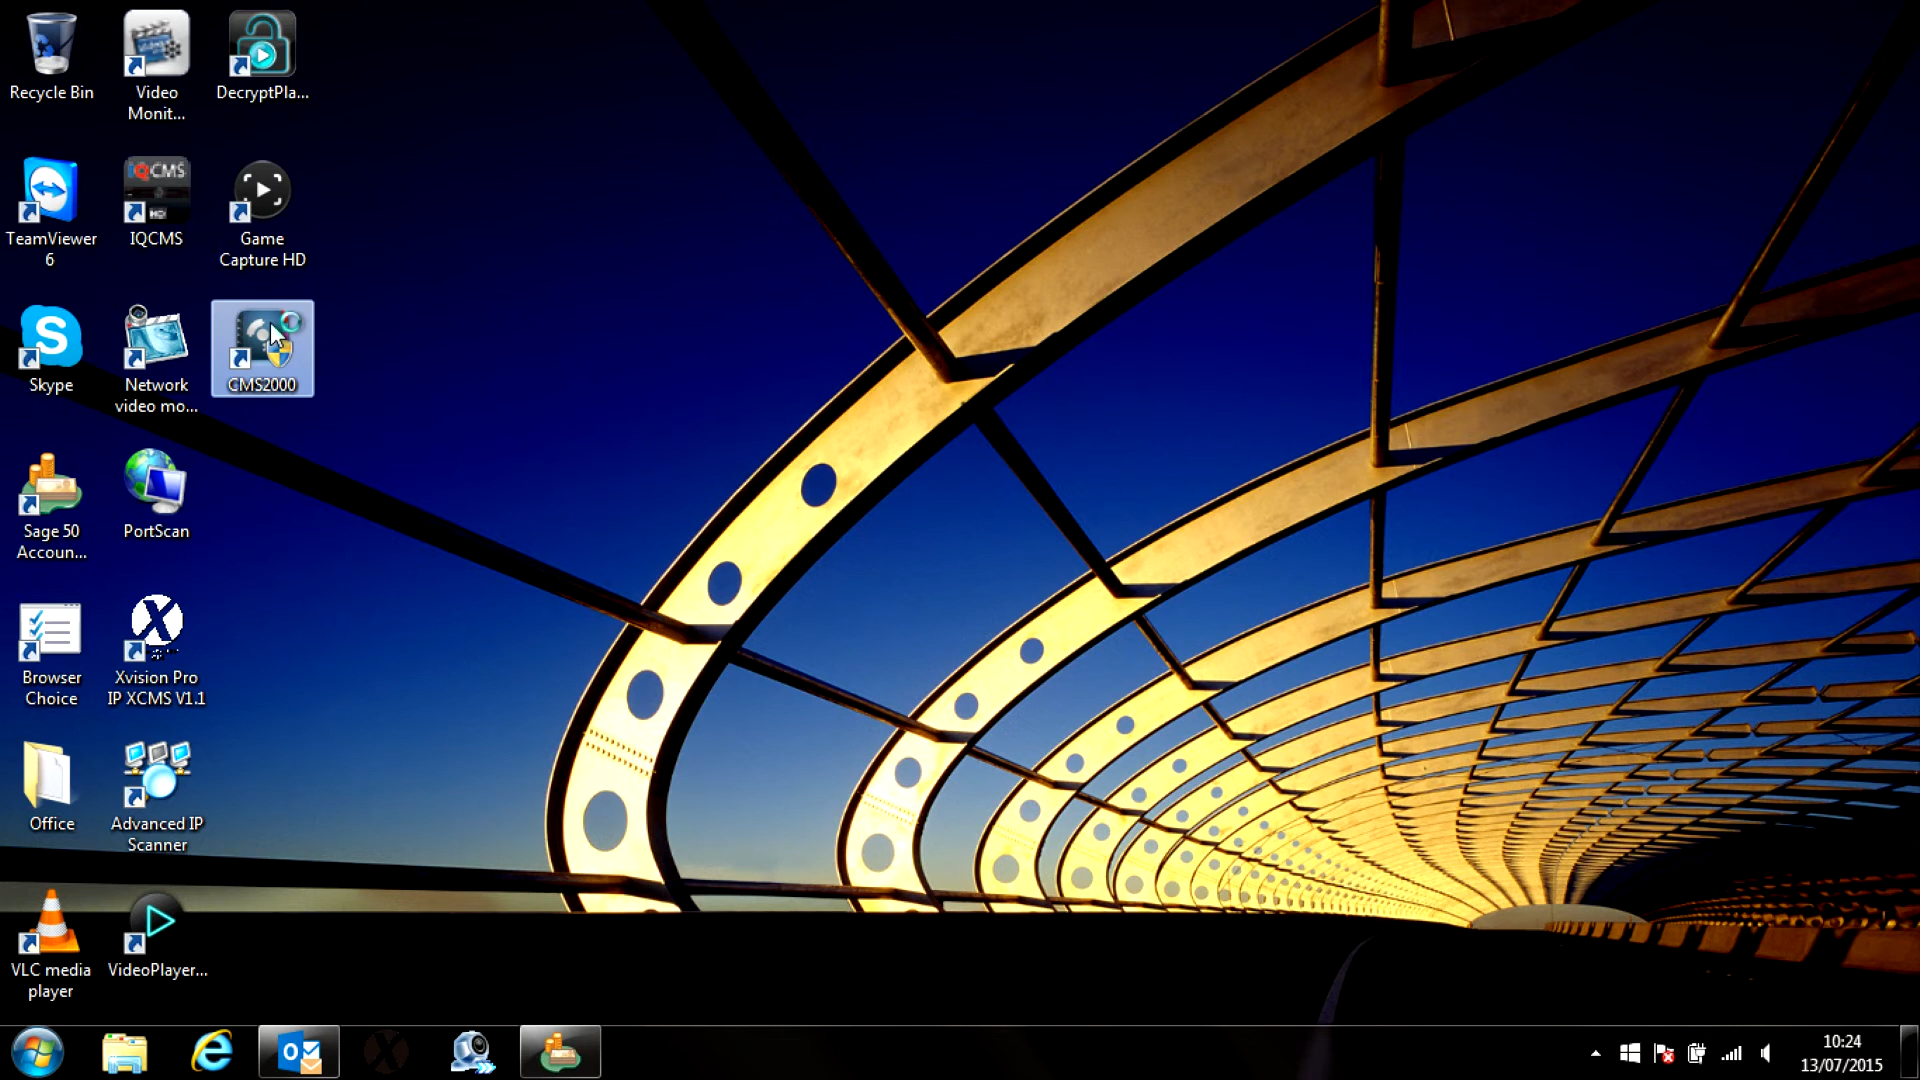 Recycle Bin
Video
Monit...
DecryptPla...
TeamViewer
6
IQCMS
IQCMS
HD
Game
Capture HD
S
Skype
Network
video mo...
CMS2000
Sage 50
Accoun...
PortScan
Browser
Choice
X
Xvision Pro
IP XCMS V1.1
Office
Advanced IP
Scanner
VLC media
player
VideoPlayer...
10:24
13/07/2015